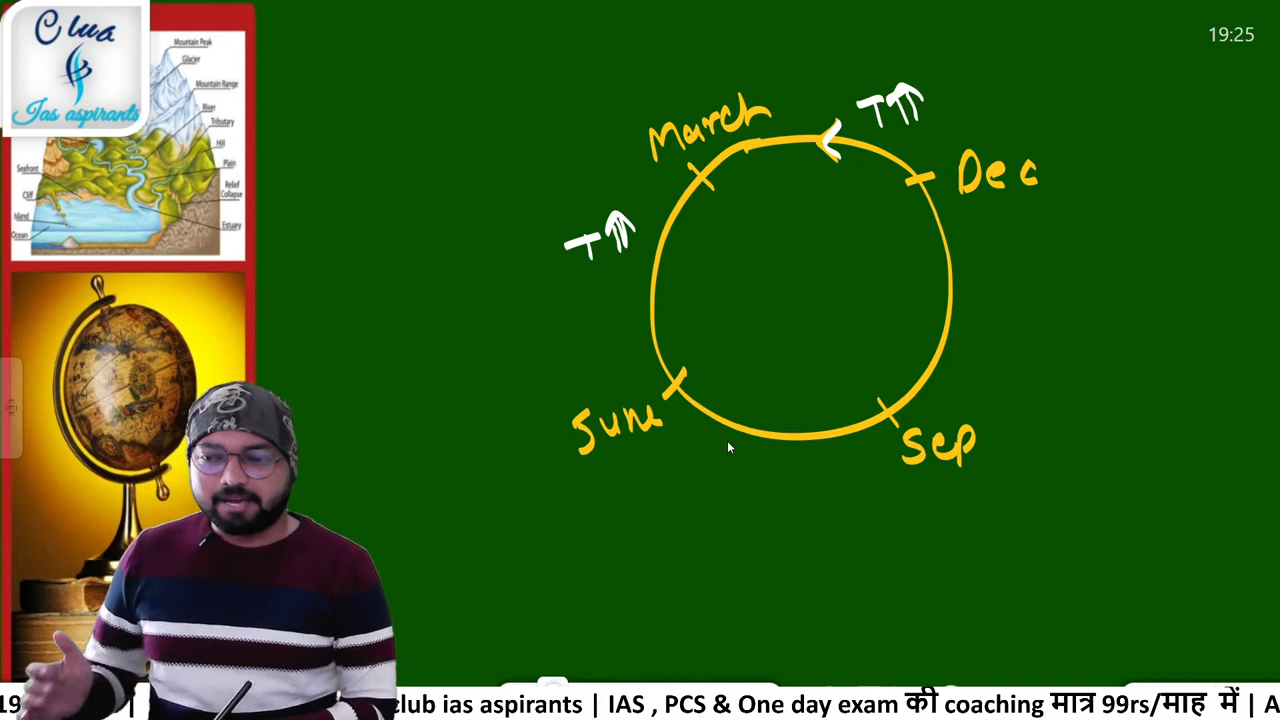 Clua
Ias aspirants
Mountain Peak
Glacier
Mountain Range
River
Tributary
Hill
Plain
Seafront
Relief
Collapse
Cliff
Island
Estuary
Ocean
19:25
T⇑
March
Dec
T⇑
June
Sep
19
| club ias aspirants | IAS , PCS & One day exam की coaching मात्र 99rs/माह में | A